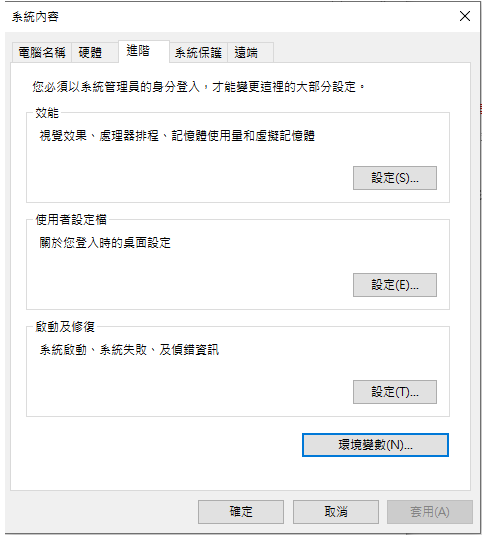 系統內容
電腦名稱 硬體 進階 系統保護 遠端
您必須以系統管理員的身分登入，才能變更這裡的大部分設定。
效能
視覺效果、處理器排程、記憶體使用量和虛擬記憶體
設定(S)...
使用者設定檔
關於您登入時的桌面設定
設定(E)...
啟動及修復
系統啟動、系統失敗、及偵錯資訊
設定(T)...
環境變數(N)...
確定 取消 套用(A)